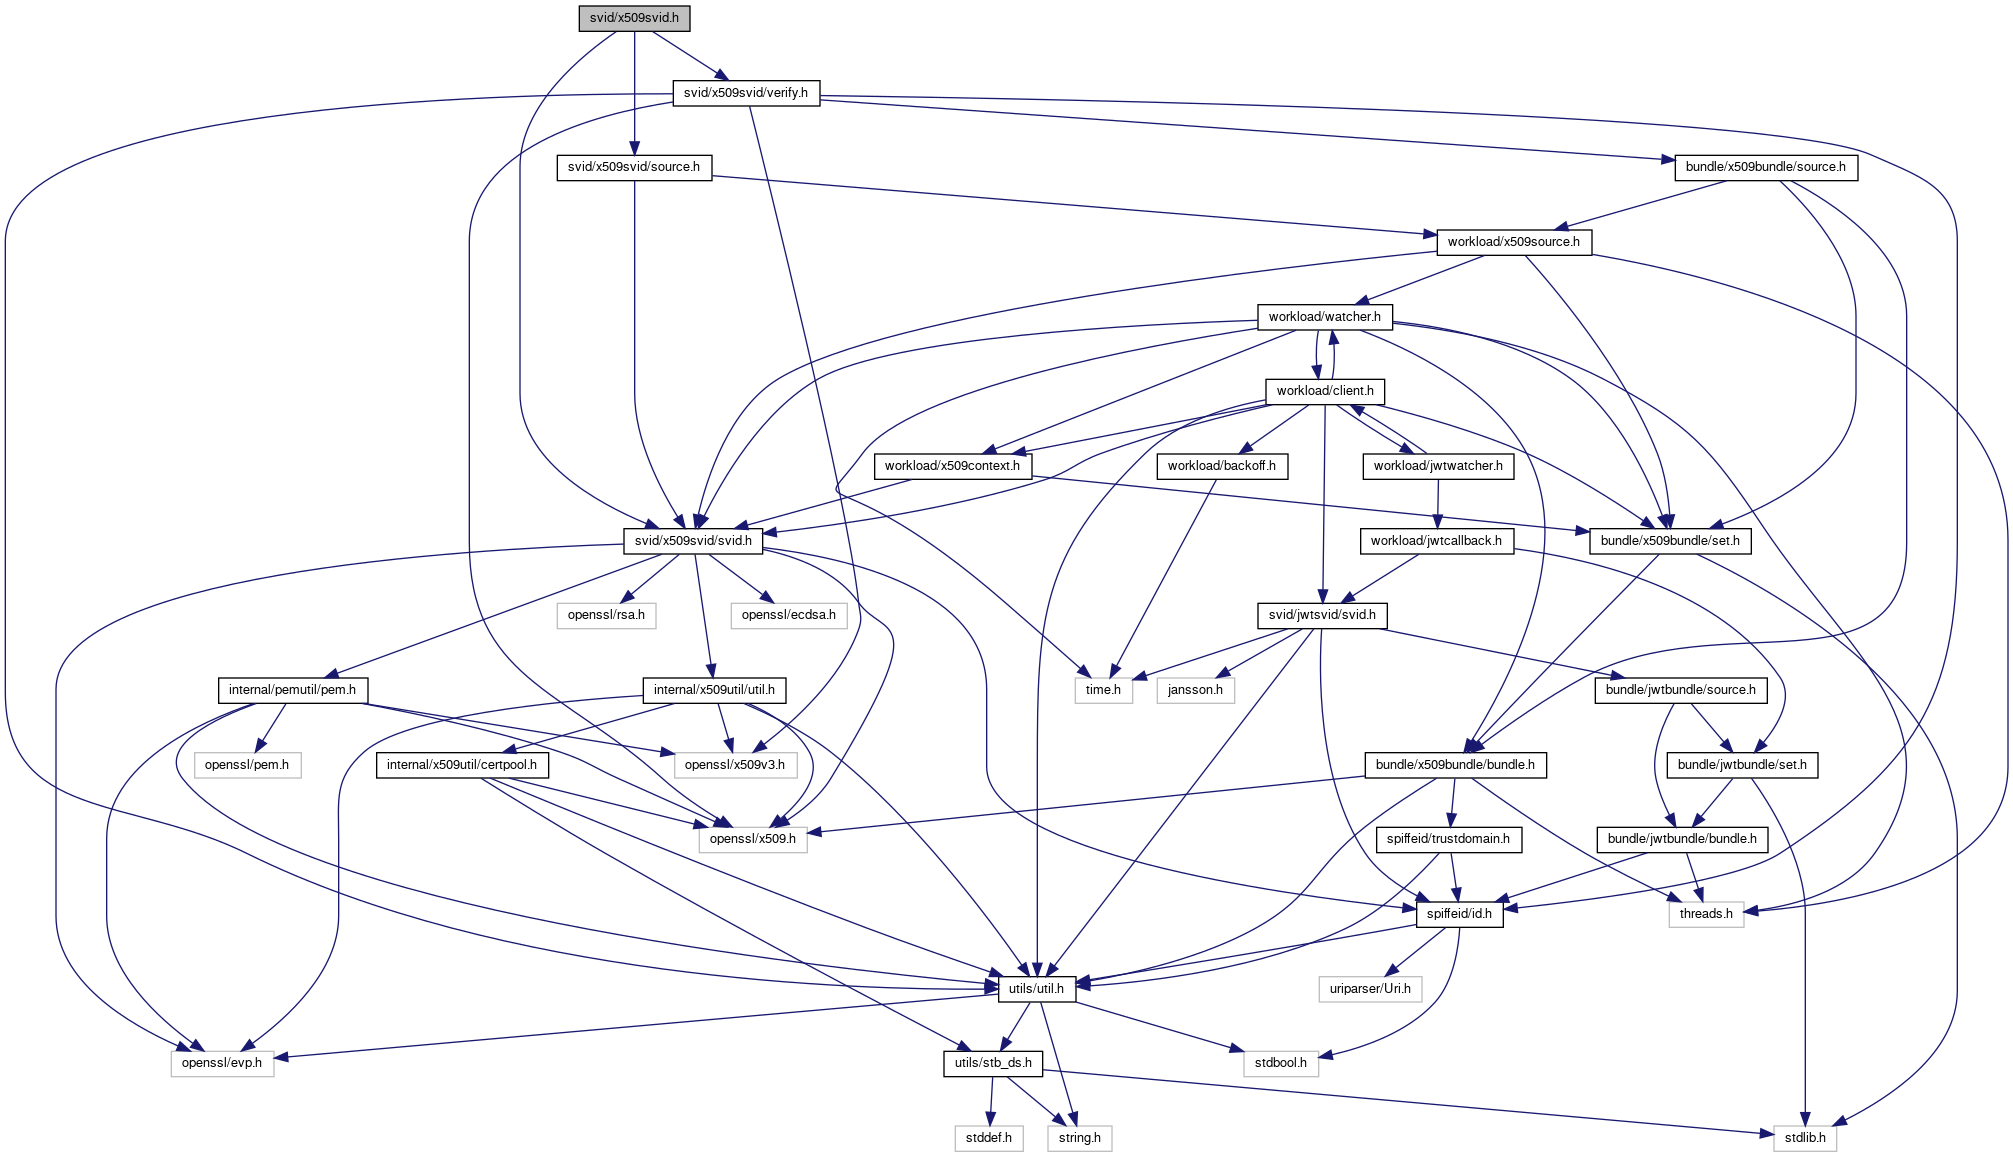 svid/x509svid.h
svid/x509svid/verify.h
svid/x509svid/source.h
bundle/x509bundle/source.h
workload/x509source.h
workload/watcher.h
workload/client.h
workload/x509context.h
workload/backoff.h
workload/jwtwatcher.h
svid/x509svid/svid.h
workload/jwtcallback.h
bundle/x509bundle/set.h
openssl/rsa.h
openssl/ecdsa.h
svid/jwtsvid/svid.h
internal/pemutil/pem.h
internal/x509util/util.h
time.h
jansson.h
bundle/jwtbundle/source.h
openssl/pem.h
internal/x509util/certpool.h
openssl/x509v3.h
bundle/x509bundle/bundle.h
bundle/jwtbundle/set.h
openssl/x509.h
spiffeid/trustdomain.h
bundle/jwtbundle/bundle.h
spiffeid/id.h
threads.h
utils/util.h
uriparser/Uri.h
openssl/evp.h
utils/stb_ds.h
stdbool.h
stddef.h
string.h
stdlib.h